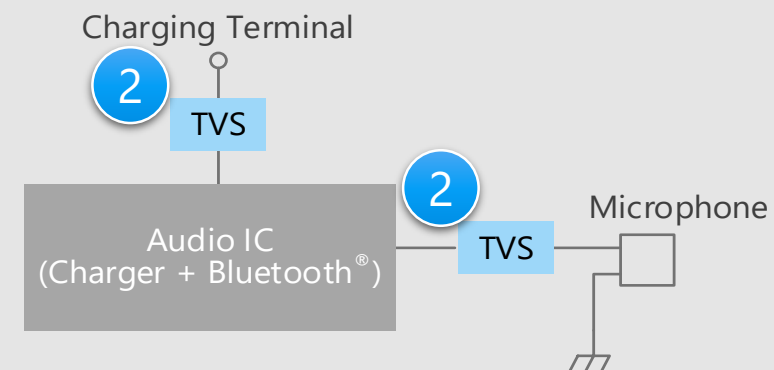 Charging Terminal
2
TVS
2
Microphone
Audio IC
TVS
(Charger + Bluetooth®)